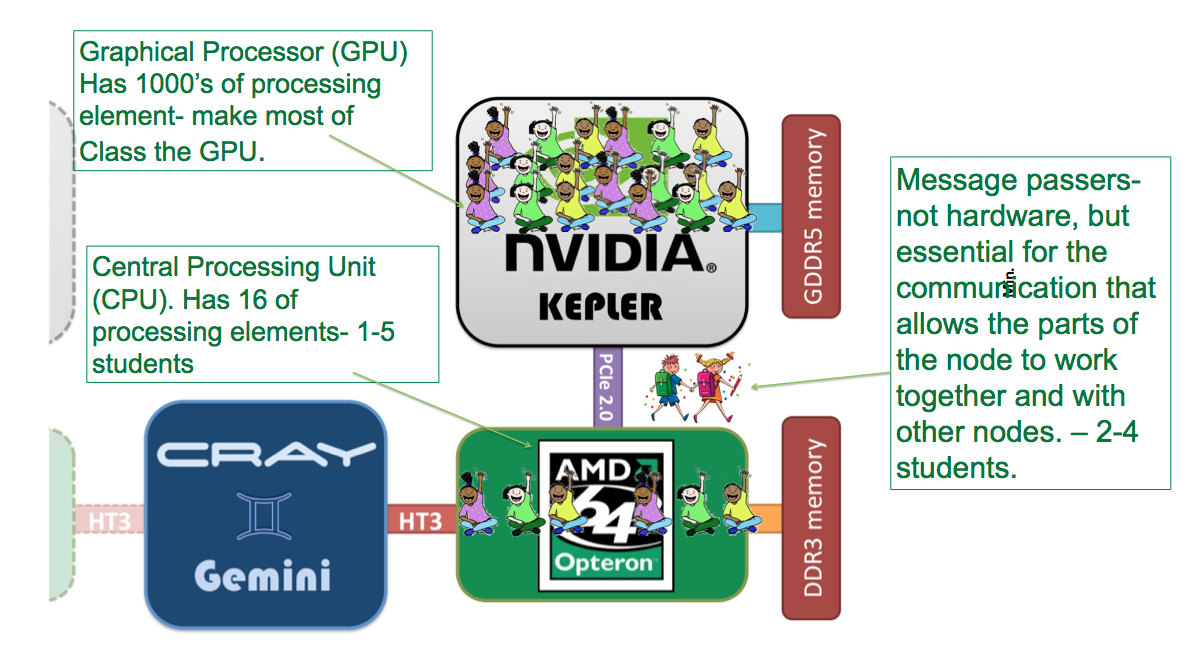 Graphical Processor (GPU)
Has 1000's of processing
element- make most of
Class the GPU.
Central Processing Unit
(CPU). Has 16 of
processing elements- 1-5
students
Message passers-
not hardware, but
essential for the
communication that
allows the parts of
the node to work
together and with
other nodes. – 2-4
students.
NVIDIA®
KEPLER
GDDR5 memory
PCIe 2.0
CRAY
Gemini
HT3
HT3
AMD
64
Opteron
DDR3 memory